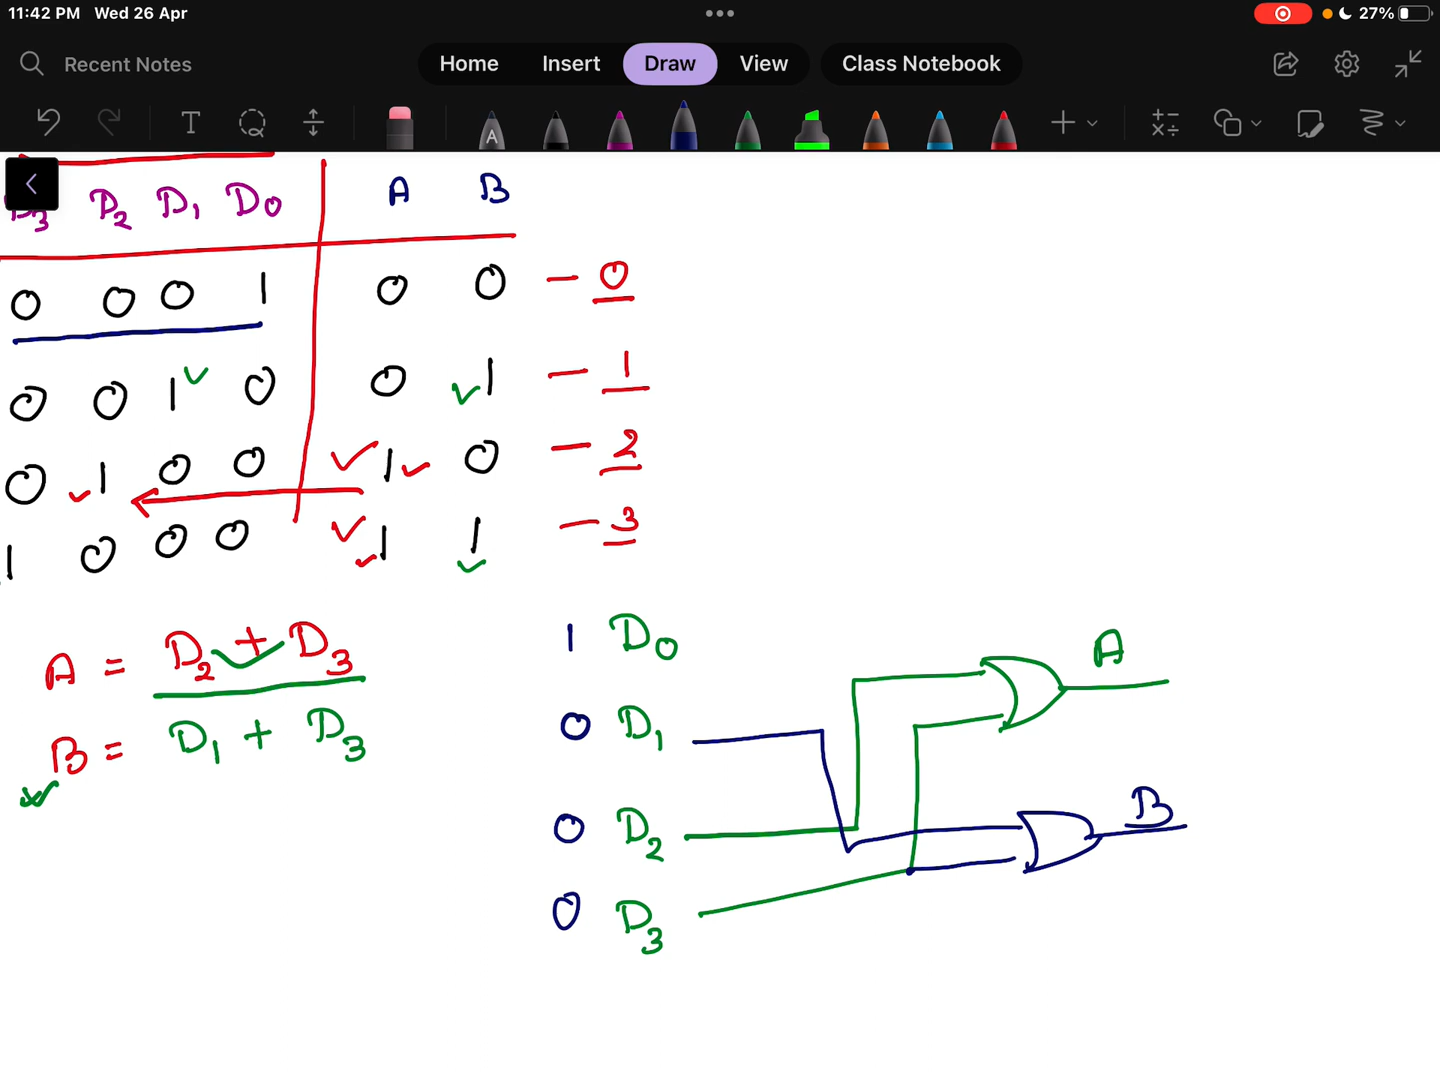 11:42 PM Wed 26 Apr 27%
Recent Notes Home Insert Draw View Class Notebook
T A
D3 D2 D1 D0 A B
0 0 0 1 0 0 - 0
0 0 1 0 0 1 - 1
0 1 0 0 1 0 - 2
1 0 0 0 1 1 - 3
A = D2 + D3
B = D1 + D3
1 D0
0 D1
0 D2
0 D3
A
B